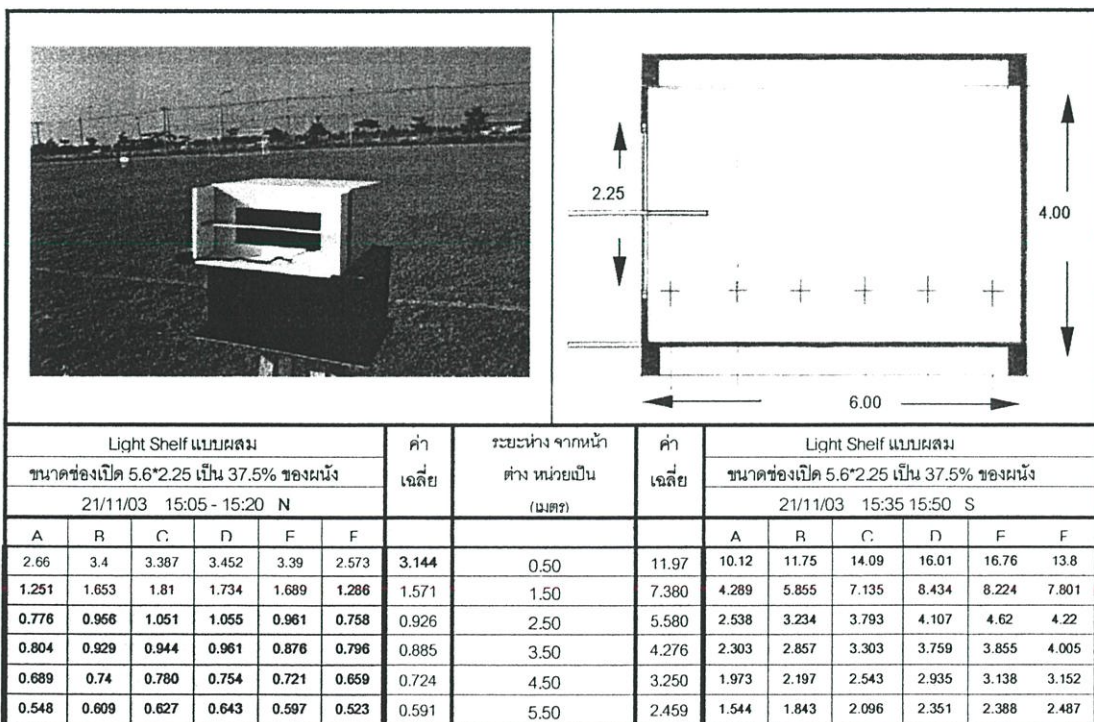 2.25
4.00
6.00
Light Shelf แบบผสม ค่า ระยะห่าง จากหน้า ค่า Light Shelf แบบผสม
ขนาดช่องเปิด 5.6*2.25 เป็น 37.5% ของผนัง เฉลี่ย ต่าง หน่วยเป็น เฉลี่ย ขนาดช่องเปิด 5.6*2.25 เป็น 37.5% ของผนัง
21/11/03 15:05 - 15:20 N (เมตร) 21/11/03 15:35 15:50 S
A B C D E F A B C D E F
2.66 3.4 3.387 3.452 3.39 2.573 3.144 0.50 11.97 10.12 11.75 14.09 16.01 16.76 13.8
1.251 1.653 1.81 1.734 1.689 1.286 1.571 1.50 7.380 4.289 5.855 7.135 8.434 8.224 7.801
0.776 0.956 1.051 1.055 0.961 0.758 0.926 2.50 5.580 2.538 3.234 3.793 4.107 4.62 4.22
0.804 0.929 0.944 0.961 0.876 0.796 0.885 3.50 4.276 2.303 2.857 3.303 3.759 3.855 4.005
0.689 0.74 0.780 0.754 0.721 0.659 0.724 4.50 3.250 1.973 2.197 2.543 2.935 3.138 3.152
0.548 0.609 0.627 0.643 0.597 0.523 0.591 5.50 2.459 1.544 1.843 2.096 2.351 2.388 2.487